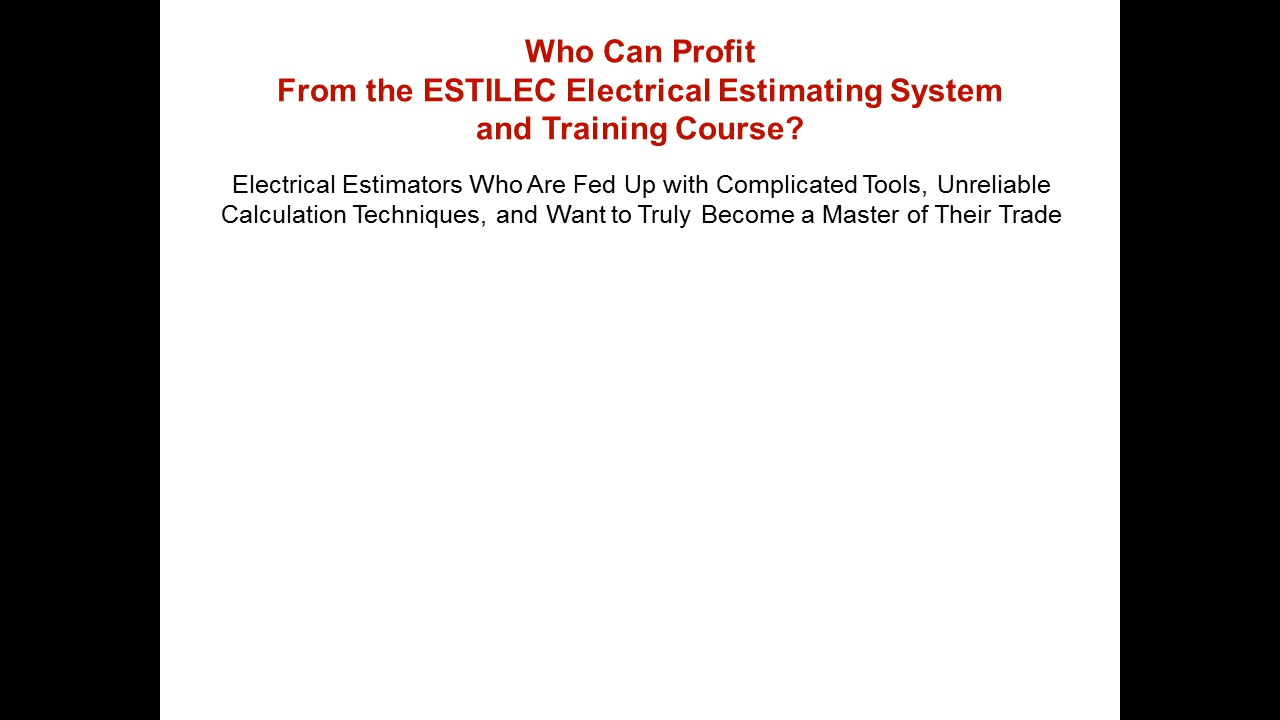 Who Can Profit
From the ESTILEC Electrical Estimating System
and Training Course?
Electrical Estimators Who Are Fed Up with Complicated Tools, Unreliable
Calculation Techniques, and Want to Truly Become a Master of Their Trade